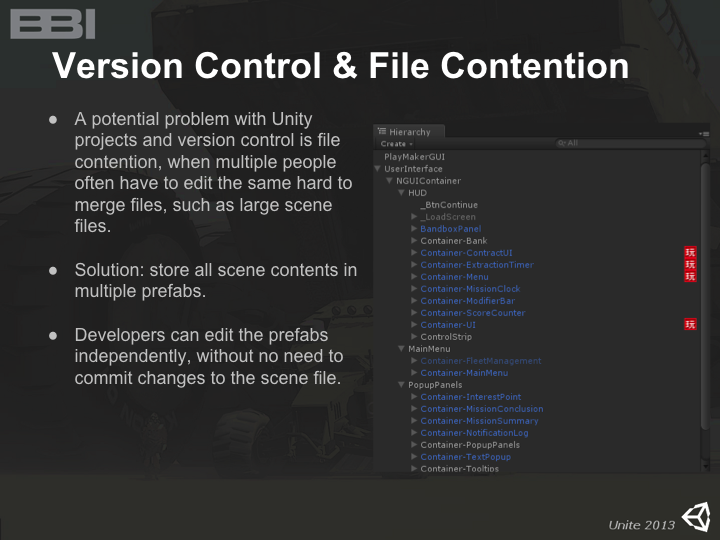 BBI
Version Control & File Contention
● A potential problem with Unity
projects and version control is file
contention, when multiple people
often have to edit the same hard to
merge files, such as large scene
files.
● Solution: store all scene contents in
multiple prefabs.
● Developers can edit the prefabs
independently, without no need to
commit changes to the scene file.
Hierarchy
Create All
PlayMakerGUI
UserInterface
NGUIContainer
HUD
_BtnContinue
_LoadScreen
BandboxPanel
Container-Bank
Container-ContractUI 玩
Container-ExtractionTimer 玩
Container-Menu 玩
Container-MissionClock
Container-ModifierBar
Container-ScoreCounter
Container-UI 玩
ControlStrip
MainMenu
Container-FleetManagement
Container-MainMenu
PopupPanels
Container-InterestPoint
Container-MissionConclusion
Container-MissionSummary
Container-NotificationLog
Container-PopupPanels
Container-TextPopup
Container-Tooltips
Unite 2013